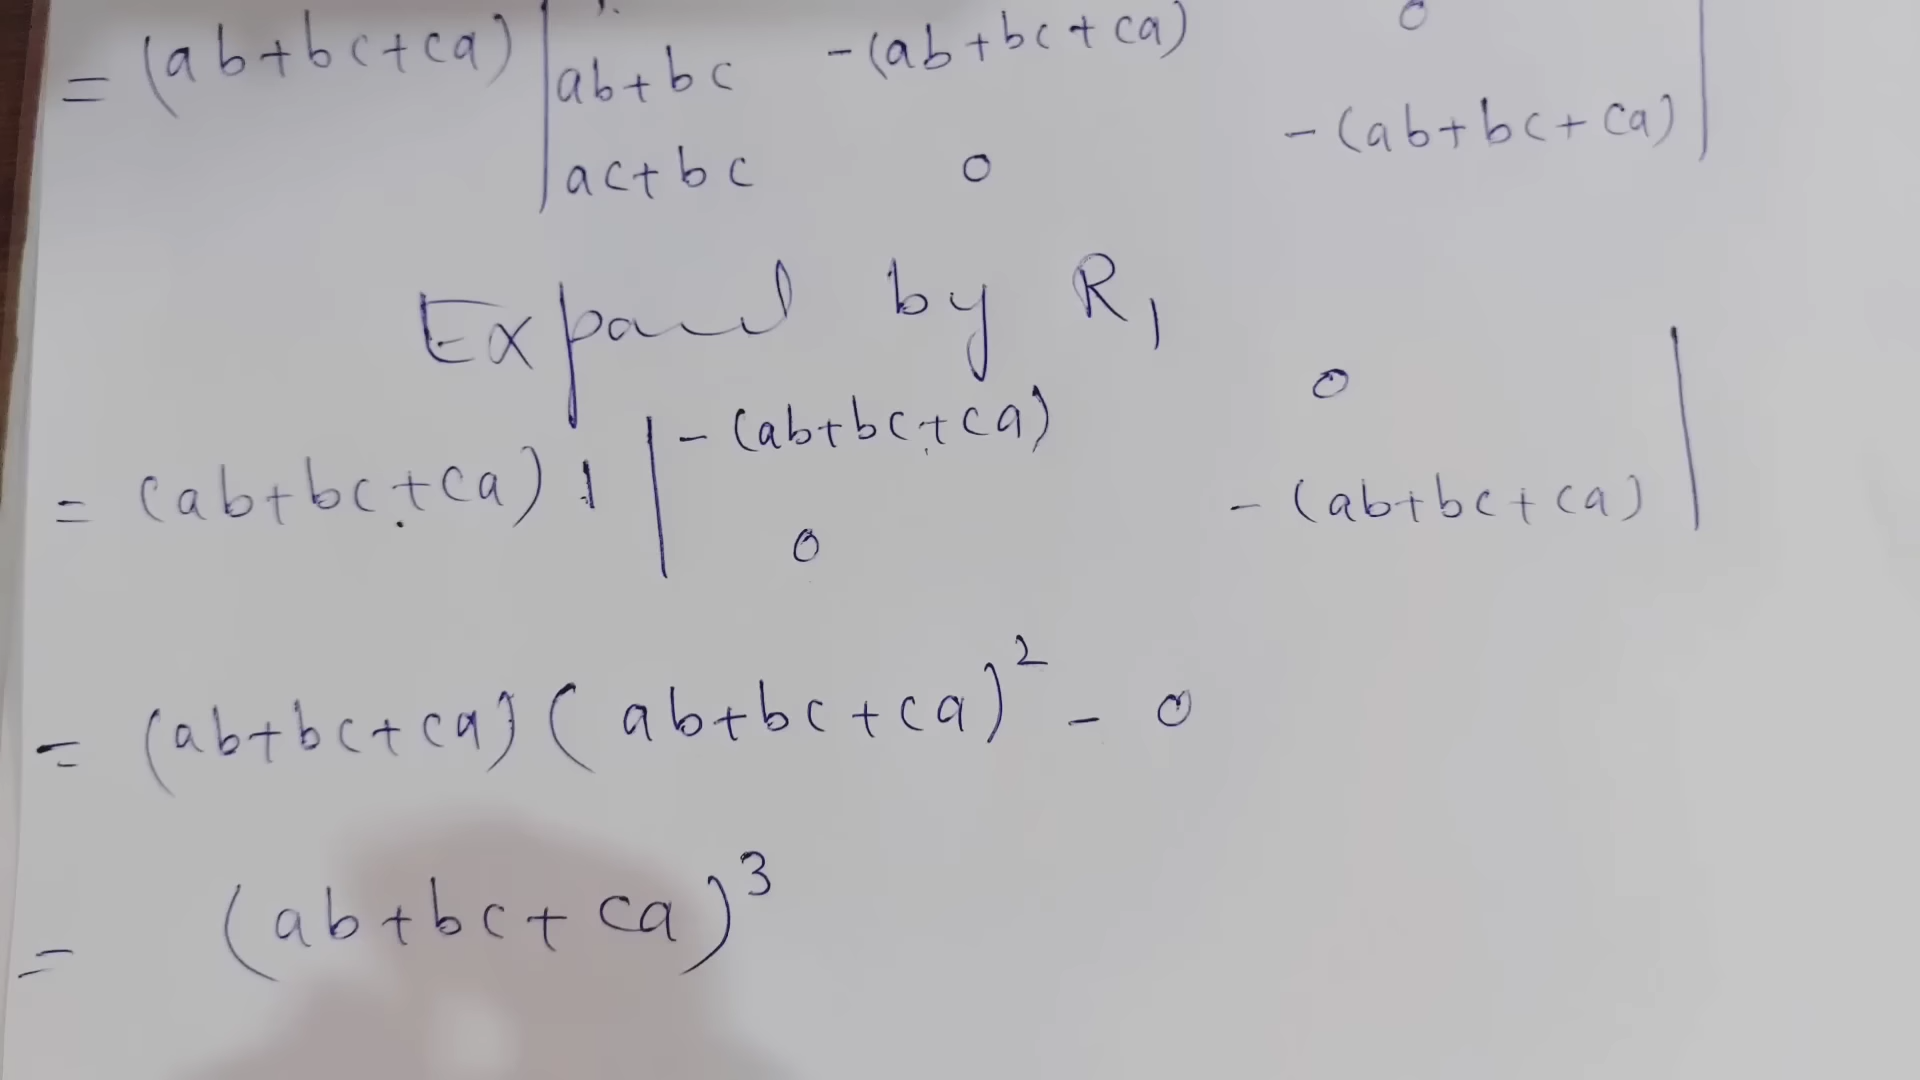 = (ab+bc+ca) | ab+bc -(ab+bc+ca) 0 |
| ac+bc 0 -(ab+bc+ca) |
Expand by R1
= (ab+bc+ca) 1 | -(ab+bc+ca) 0 |
| 0 -(ab+bc+ca) |
= (ab+bc+ca) (ab+bc+ca)² - 0
= (ab+bc+ca)³